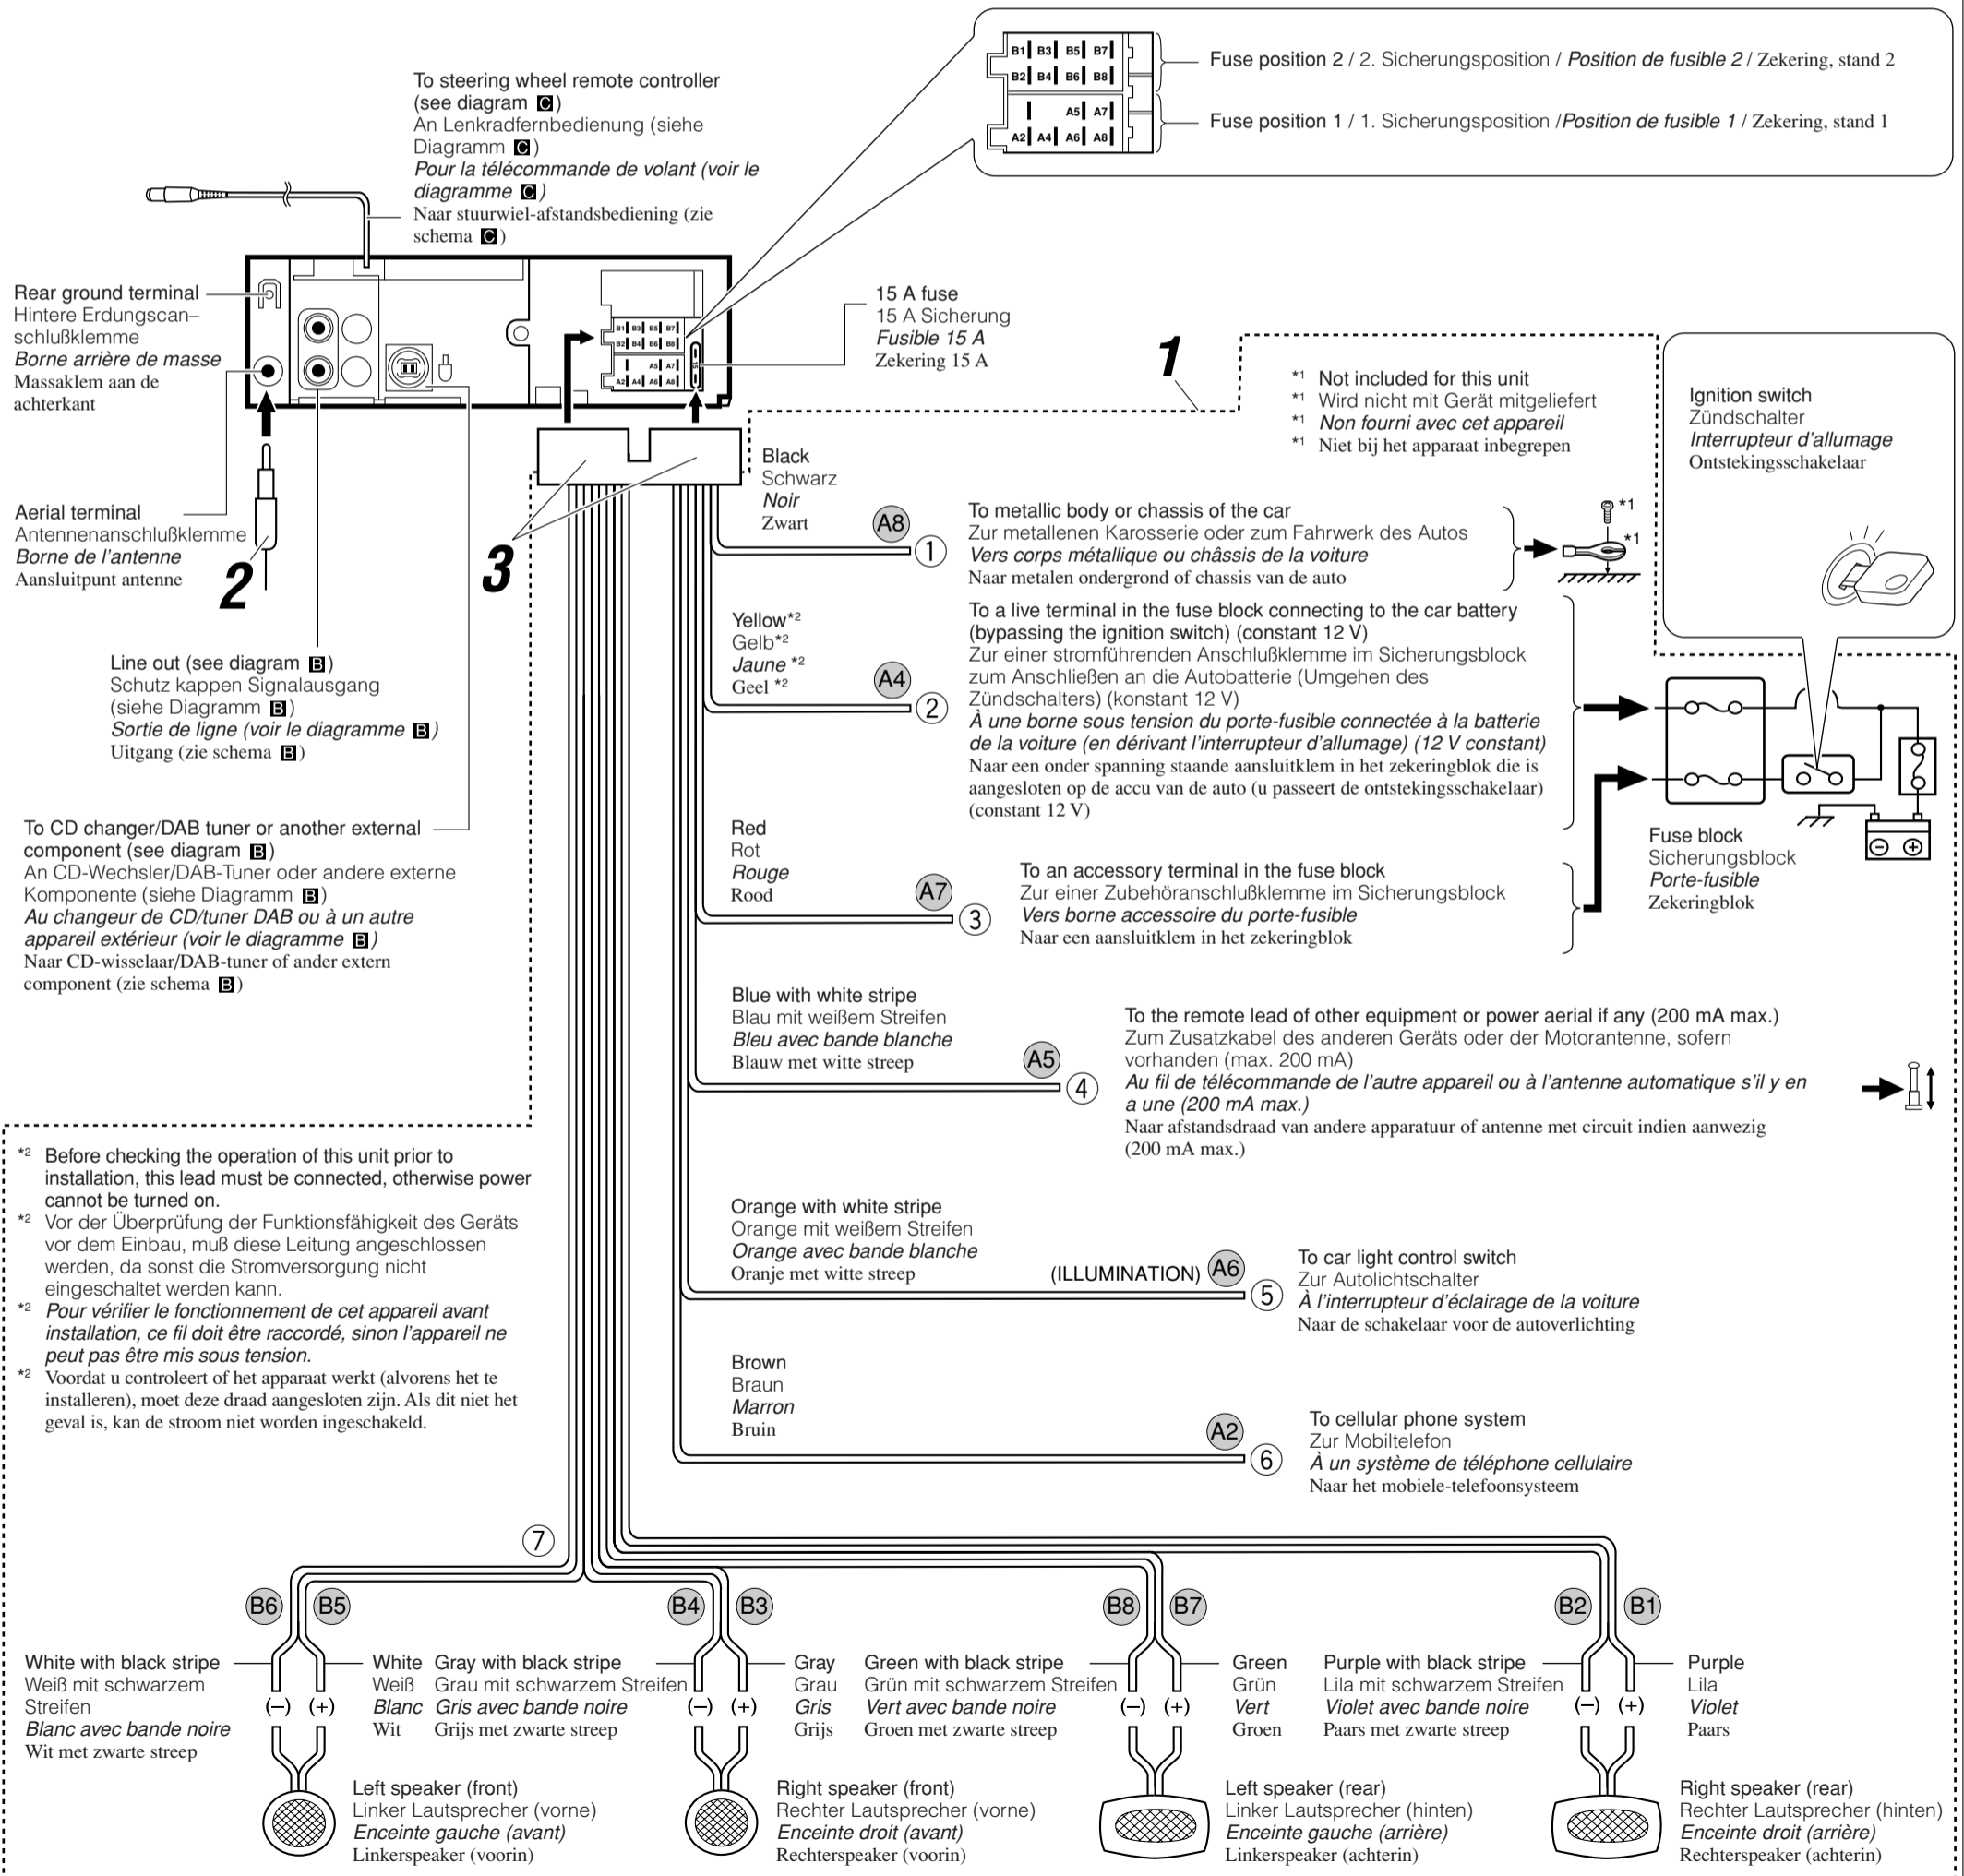 B1 B3 B5 B7
B2 B4 B6 B8
A5 A7
A2 A4 A6 A8
Fuse position 2 / 2. Sicherungsposition / Position de fusible 2 / Zekering, stand 2
Fuse position 1 / 1. Sicherungsposition /Position de fusible 1 / Zekering, stand 1
To steering wheel remote controller
(see diagram C)
An Lenkradfernbedienung (siehe
Diagramm C)
Pour la télécommande de volant (voir le
diagramme C)
Naar stuurwiel-afstandsbediening (zie
schema C)
Rear ground terminal
Hintere Erdungscan–
schlußklemme
Borne arrière de masse
Massaklem aan de
achterkant
B1 B3 B5 B7
B2 B4 B6 B8
A5 A7
A2 A4 A6 A8
15
15 A fuse
15 A Sicherung
Fusible 15 A
Zekering 15 A
1
*1 Not included for this unit
*1 Wird nicht mit Gerät mitgeliefert
*1 Non fourni avec cet appareil
*1 Niet bij het apparaat inbegrepen
Ignition switch
Zündschalter
Interrupteur d'allumage
Ontstekingsschakelaar
Aerial terminal
Antennenanschlußklemme
Borne de l'antenne
Aansluitpunt antenne
2
3
Line out (see diagram B)
Schutz kappen Signalausgang
(siehe Diagramm B)
Sortie de ligne (voir le diagramme B)
Uitgang (zie schema B)
To CD changer/DAB tuner or another external
component (see diagram B)
An CD-Wechsler/DAB-Tuner oder andere externe
Komponente (siehe Diagramm B)
Au changeur de CD/tuner DAB ou à un autre
appareil extérieur (voir le diagramme B)
Naar CD-wisselaar/DAB-tuner of ander extern
component (zie schema B)
Black
Schwarz
Noir
Zwart
A8
1
To metallic body or chassis of the car
Zur metallenen Karosserie oder zum Fahrwerk des Autos
Vers corps métallique ou châssis de la voiture
Naar metalen ondergrond of chassis van de auto
*1
*1
Yellow*2
Gelb*2
Jaune *2
Geel *2
A4
2
To a live terminal in the fuse block connecting to the car battery
(bypassing the ignition switch) (constant 12 V)
Zur einer stromführenden Anschlußklemme im Sicherungsblock
zum Anschließen an die Autobatterie (Umgehen des
Zündschalters) (konstant 12 V)
À une borne sous tension du porte-fusible connectée à la batterie
de la voiture (en dérivant l'interrupteur d'allumage) (12 V constant)
Naar een onder spanning staande aansluitklem in het zekeringblok die is
aangesloten op de accu van de auto (u passeert de ontstekingsschakelaar)
(constant 12 V)
Red
Rot
Rouge
Rood
A7
3
To an accessory terminal in the fuse block
Zur einer Zubehöranschlußklemme im Sicherungsblock
Vers borne accessoire du porte-fusible
Naar een aansluitklem in het zekeringblok
Fuse block
Sicherungsblock
Porte-fusible
Zekeringblok
Blue with white stripe
Blau mit weißem Streifen
Bleu avec bande blanche
Blauw met witte streep
A5
4
To the remote lead of other equipment or power aerial if any (200 mA max.)
Zum Zusatzkabel des anderen Geräts oder der Motorantenne, sofern
vorhanden (max. 200 mA)
Au fil de télécommande de l'autre appareil ou à l'antenne automatique s'il y en
a une (200 mA max.)
Naar afstandsdraad van andere apparatuur of antenne met circuit indien aanwezig
(200 mA max.)
*2 Before checking the operation of this unit prior to
installation, this lead must be connected, otherwise power
cannot be turned on.
*2 Vor der Überprüfung der Funktionsfähigkeit des Geräts
vor dem Einbau, muß diese Leitung angeschlossen
werden, da sonst die Stromversorgung nicht
eingeschaltet werden kann.
*2 Pour vérifier le fonctionnement de cet appareil avant
installation, ce fil doit être raccordé, sinon l'appareil ne
peut pas être mis sous tension.
*2 Voordat u controleert of het apparaat werkt (alvorens het te
installeren), moet deze draad aangesloten zijn. Als dit niet het
geval is, kan de stroom niet worden ingeschakeld.
Orange with white stripe
Orange mit weißem Streifen
Orange avec bande blanche
Oranje met witte streep
(ILLUMINATION)
A6
5
To car light control switch
Zur Autolichtschalter
À l'interrupteur d'éclairage de la voiture
Naar de schakelaar voor de autoverlichting
Brown
Braun
Marron
Bruin
A2
6
To cellular phone system
Zur Mobiltelefon
À un système de téléphone cellulaire
Naar het mobiele-telefoonsysteem
7
B6 B5 B4 B3 B8 B7 B2 B1
White with black stripe
Weiß mit schwarzem
Streifen
Blanc avec bande noire
Wit met zwarte streep
(–) (+)
White
Weiß
Blanc
Wit
Left speaker (front)
Linker Lautsprecher (vorne)
Enceinte gauche (avant)
Linkerspeaker (voorin)
Gray with black stripe
Grau mit schwarzem Streifen
Gris avec bande noire
Grijs met zwarte streep
(–) (+)
Gray
Grau
Gris
Grijs
Right speaker (front)
Rechter Lautsprecher (vorne)
Enceinte droit (avant)
Rechterspeaker (voorin)
Green with black stripe
Grün mit schwarzem Streifen
Vert avec bande noire
Groen met zwarte streep
(–) (+)
Green
Grün
Vert
Groen
Left speaker (rear)
Linker Lautsprecher (hinten)
Enceinte gauche (arrière)
Linkerspeaker (achterin)
Purple with black stripe
Lila mit schwarzem Streifen
Violet avec bande noire
Paars met zwarte streep
(–) (+)
Purple
Lila
Violet
Paars
Right speaker (rear)
Rechter Lautsprecher (hinten)
Enceinte droit (arrière)
Rechterspeaker (achterin)